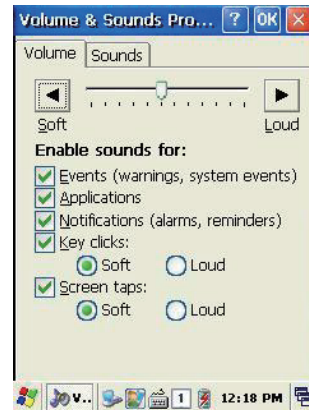 Volume & Sounds Pro... ? OK ×
Volume Sounds
Soft Loud
Enable sounds for:
Events (warnings, system events)
Applications
Notifications (alarms, reminders)
Key clicks:
Soft Loud
Screen taps:
Soft Loud
V.. 1 12:18 PM